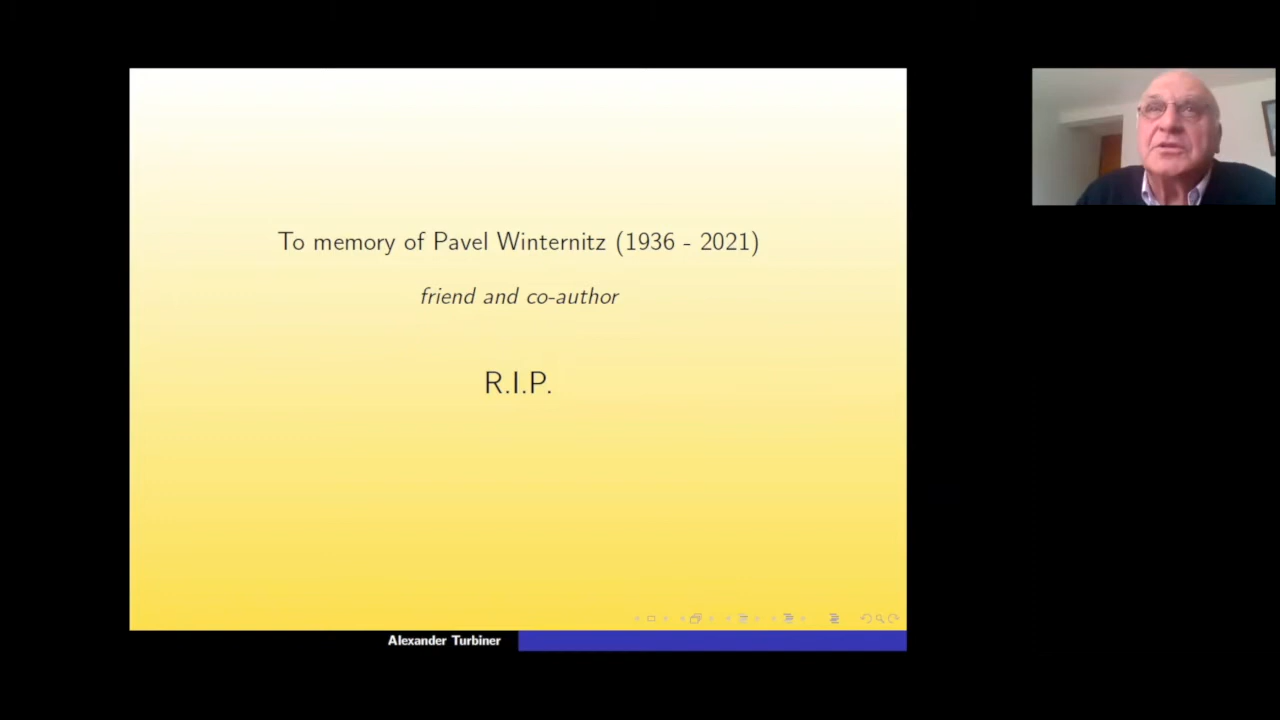 To memory of Pavel Winternitz (1936 - 2021)
friend and co-author
R.I.P.
Alexander Turbiner